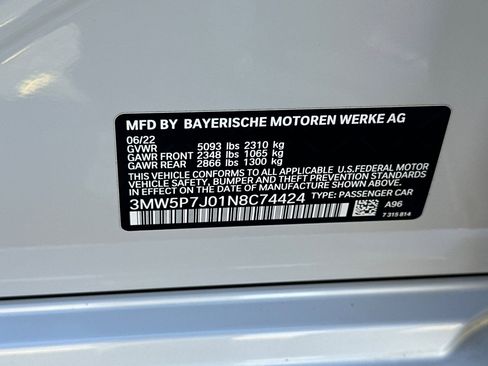 MFD BY BAYERISCHE MOTOREN WERKE AG
06/22
GVWR 5093 lbs 2310 kg
GAWR FRONT 2348 lbs 1065 kg
GAWR REAR 2866 lbs 1300 kg
THIS VEHICLE CONFORMS TO ALL APPLICABLE U.S.FEDERAL MOTOR
VEHICLE SAFETY, BUMPER, AND THEFT PREVENTION STANDARDS
IN EFFECT ON THE DATE OF MANUFACTURE SHOWN ABOVE.
3MW5P7J01N8C74424 TYPE: PASSENGER CAR
A96
7 315 814